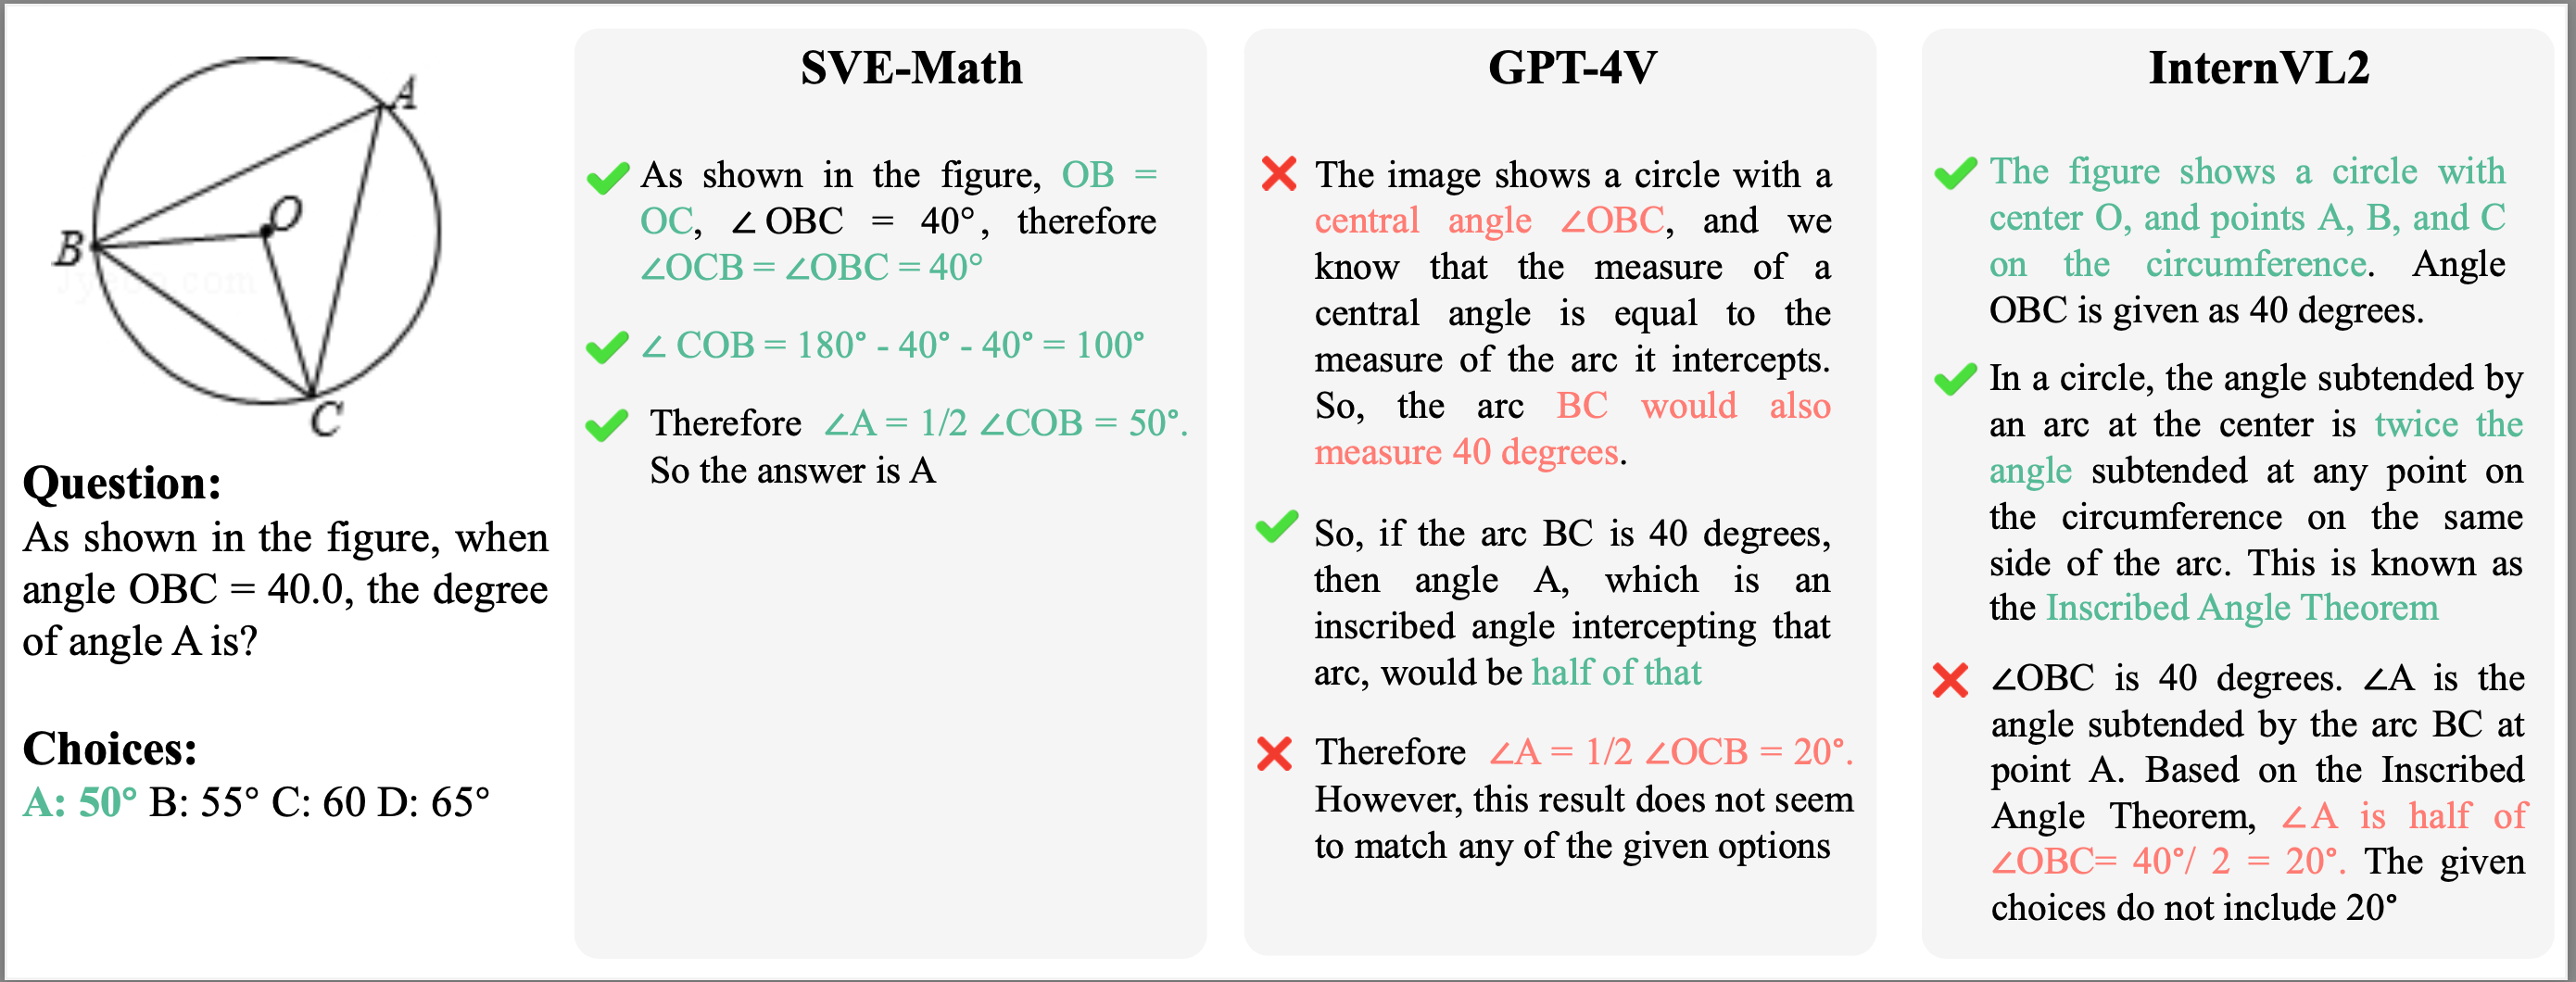 A
O
B
C
Question:
As shown in the figure, when
angle OBC = 40.0, the degree
of angle A is?
Choices:
A: 50° B: 55° C: 60 D: 65°
SVE-Math
As shown in the figure, OB =
OC, ∠ OBC = 40°, therefore
∠OCB = ∠OBC = 40°
∠ COB = 180° - 40° - 40° = 100°
Therefore ∠A = 1/2 ∠COB = 50°.
So the answer is A
GPT-4V
The image shows a circle with a
central angle ∠OBC, and we
know that the measure of a
central angle is equal to the
measure of the arc it intercepts.
So, the arc BC would also
measure 40 degrees.
So, if the arc BC is 40 degrees,
then angle A, which is an
inscribed angle intercepting that
arc, would be half of that
Therefore ∠A = 1/2 ∠OCB = 20°.
However, this result does not seem
to match any of the given options
InternVL2
The figure shows a circle with
center O, and points A, B, and C
on the circumference. Angle
OBC is given as 40 degrees.
In a circle, the angle subtended by
an arc at the center is twice the
angle subtended at any point on
the circumference on the same
side of the arc. This is known as
the Inscribed Angle Theorem
∠OBC is 40 degrees. ∠A is the
angle subtended by the arc BC at
point A. Based on the Inscribed
Angle Theorem, ∠A is half of
∠OBC= 40°/ 2 = 20°. The given
choices do not include 20°